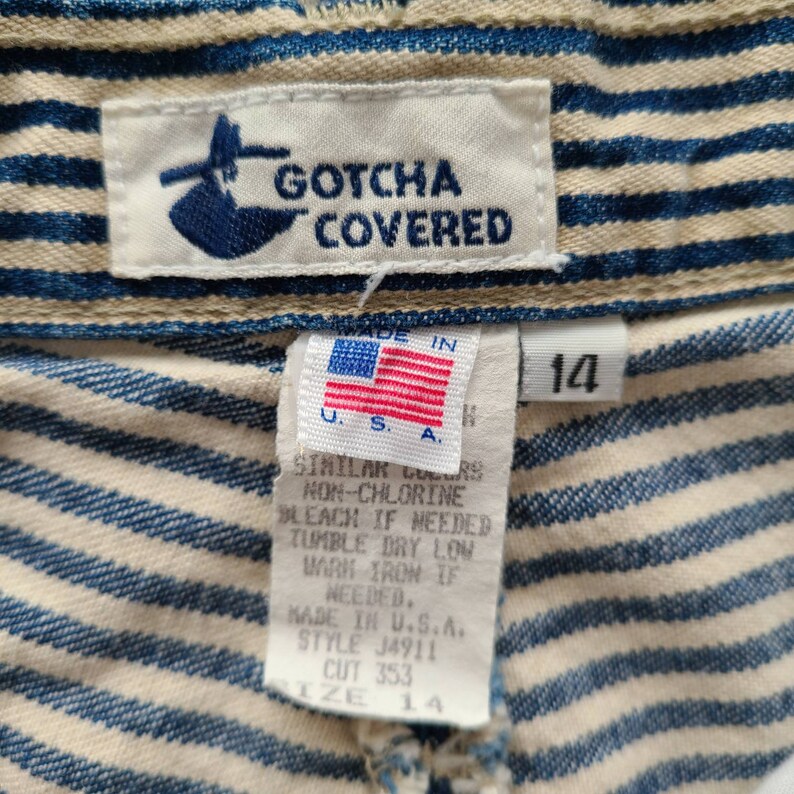 GOTCHA
COVERED
MADE IN
U. S. A.
14
SIMILAR COLORS
NON-CHLORINE
BLEACH IF NEEDED
TUMBLE DRY LOW
WARM IRON IF
NEEDED.
MADE IN U.S.A.
STYLE J4911
CUT 353
SIZE 14